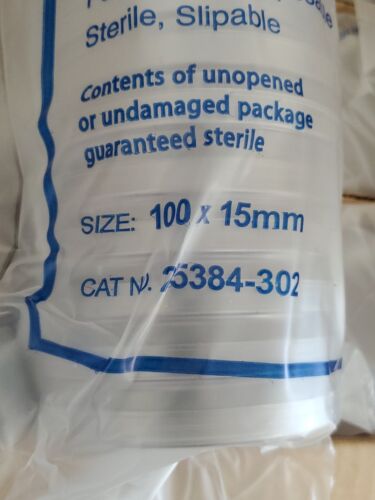 Sterile, Slipable
Contents of unopened
or undamaged package
guaranteed sterile
SIZE: 100 x 15mm
CAT N. 25384-302